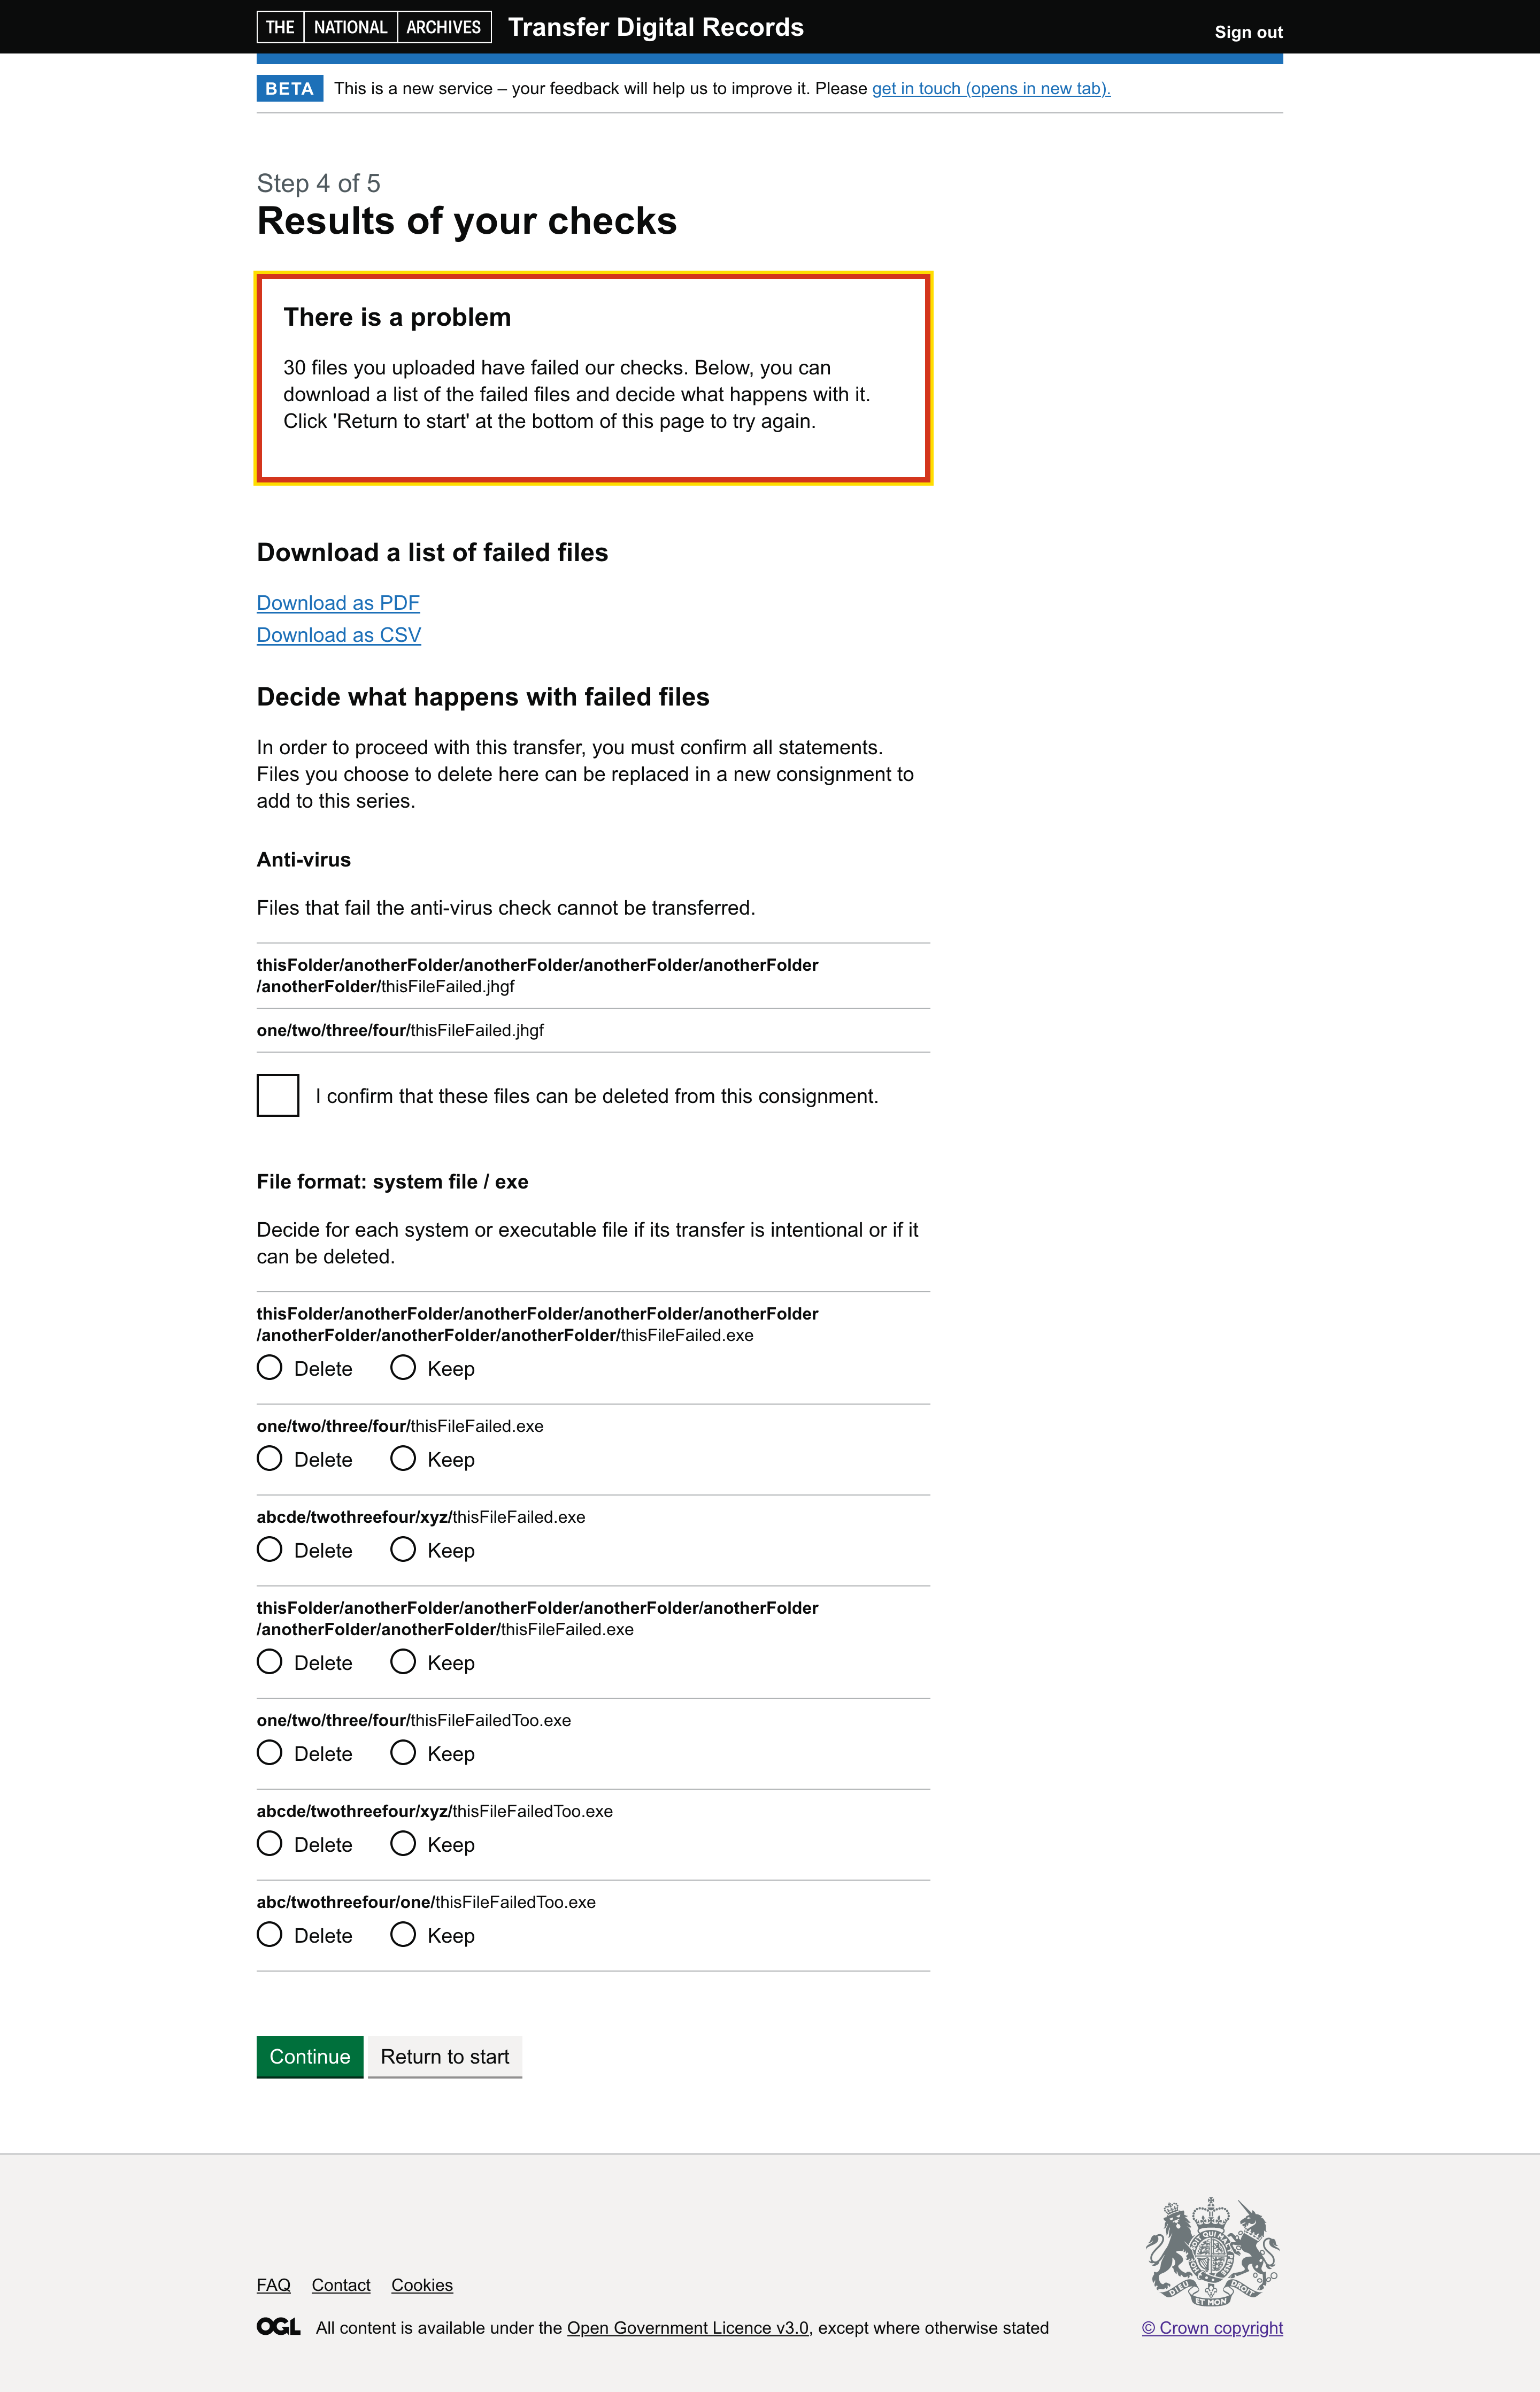 THE NATIONAL ARCHIVES Transfer Digital Records
Sign out
BETA This is a new service – your feedback will help us to improve it. Please get in touch (opens in new tab).
Step 4 of 5
Results of your checks
There is a problem
30 files you uploaded have failed our checks. Below, you can
download a list of the failed files and decide what happens with it.
Click 'Return to start' at the bottom of this page to try again.
Download a list of failed files
Download as PDF
Download as CSV
Decide what happens with failed files
In order to proceed with this transfer, you must confirm all statements.
Files you choose to delete here can be replaced in a new consignment to
add to this series.
Anti-virus
Files that fail the anti-virus check cannot be transferred.
thisFolder/anotherFolder/anotherFolder/anotherFolder/anotherFolder
/anotherFolder/thisFileFailed.jhgf
one/two/three/four/thisFileFailed.jhgf
I confirm that these files can be deleted from this consignment.
File format: system file / exe
Decide for each system or executable file if its transfer is intentional or if it
can be deleted.
thisFolder/anotherFolder/anotherFolder/anotherFolder/anotherFolder
/anotherFolder/anotherFolder/anotherFolder/thisFileFailed.exe
Delete Keep
one/two/three/four/thisFileFailed.exe
Delete Keep
abcde/twothreefour/xyz/thisFileFailed.exe
Delete Keep
thisFolder/anotherFolder/anotherFolder/anotherFolder/anotherFolder
/anotherFolder/anotherFolder/thisFileFailed.exe
Delete Keep
one/two/three/four/thisFileFailedToo.exe
Delete Keep
abcde/twothreefour/xyz/thisFileFailedToo.exe
Delete Keep
abc/twothreefour/one/thisFileFailedToo.exe
Delete Keep
Continue Return to start
FAQ Contact Cookies
DIEU ET MON DROIT
OGL All content is available under the Open Government Licence v3.0, except where otherwise stated
© Crown copyright